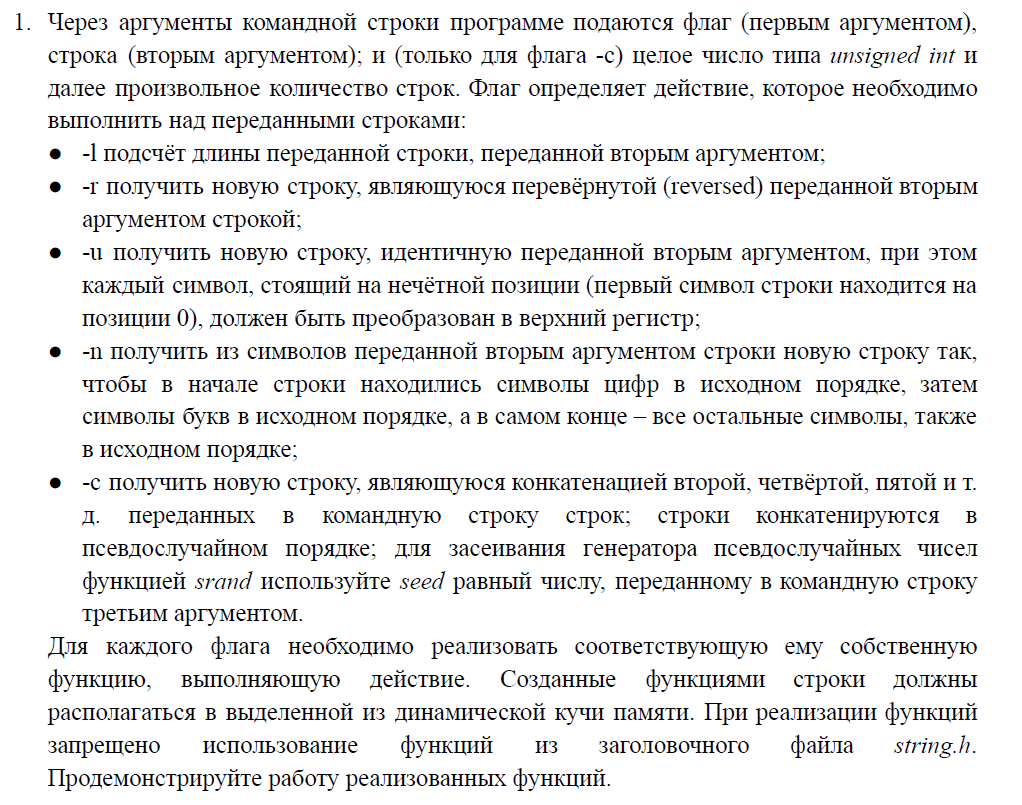 1. Через аргументы командной строки программе подаются флаг (первым аргументом),
строка (вторым аргументом); и (только для флага -c) целое число типа unsigned int и
далее произвольное количество строк. Флаг определяет действие, которое необходимо
выполнить над переданными строками:
● -l подсчёт длины переданной строки, переданной вторым аргументом;
● -r получить новую строку, являющуюся перевёрнутой (reversed) переданной вторым
аргументом строкой;
● -u получить новую строку, идентичную переданной вторым аргументом, при этом
каждый символ, стоящий на нечётной позиции (первый символ строки находится на
позиции 0), должен быть преобразован в верхний регистр;
● -n получить из символов переданной вторым аргументом строки новую строку так,
чтобы в начале строки находились символы цифр в исходном порядке, затем
символы букв в исходном порядке, а в самом конце – все остальные символы, также
в исходном порядке;
● -c получить новую строку, являющуюся конкатенацией второй, четвёртой, пятой и т.
д. переданных в командную строку строк; строки конкатенируются в
псевдослучайном порядке; для засеивания генератора псевдослучайных чисел
функцией srand используйте seed равный числу, переданному в командную строку
третьим аргументом.
Для каждого флага необходимо реализовать соответствующую ему собственную
функцию, выполняющую действие. Созданные функциями строки должны
располагаться в выделенной из динамической кучи памяти. При реализации функций
запрещено использование функций из заголовочного файла string.h.
Продемонстрируйте работу реализованных функций.